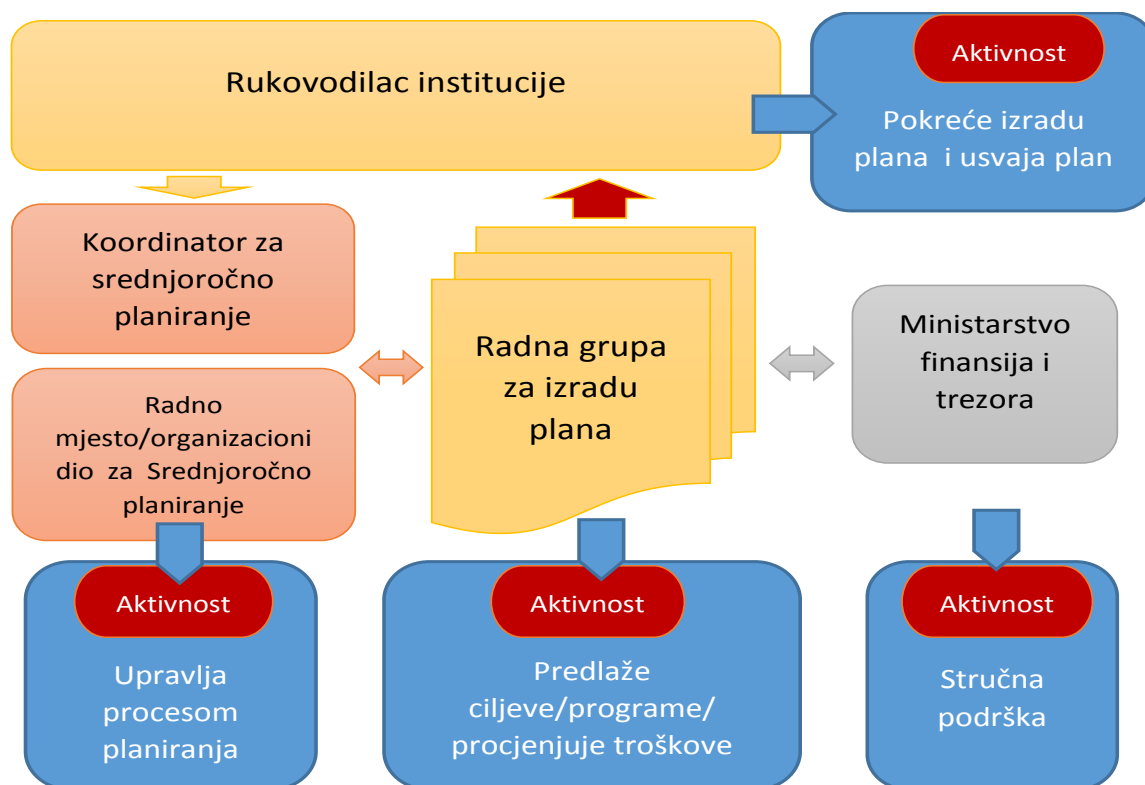 Rukovodilac institucije
Aktivnost
Pokreće izradu
plana i usvaja plan
Koordinator za
srednjoročno
planiranje
Radna grupa
za izradu
plana
Ministarstvo
finansija i
trezora
Radno
mjesto/organizacioni
dio za Srednjoročno
planiranje
Aktivnost
Upravlja
procesom
planiranja
Aktivnost
Predlaže
ciljeve/programe/
procjenjuje troškove
Aktivnost
Stručna
podrška